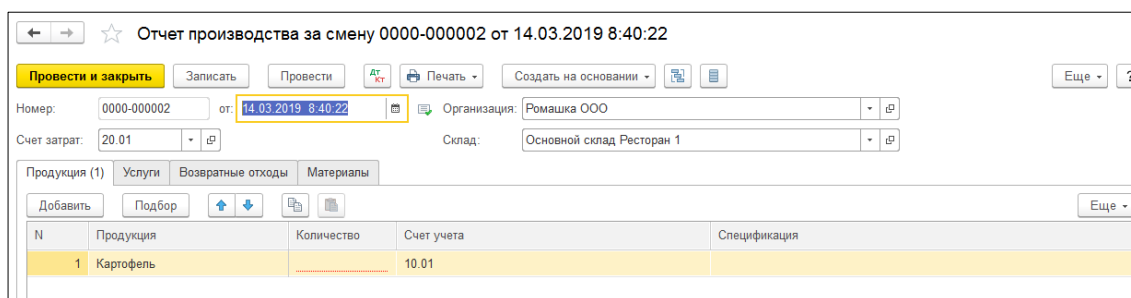 Отчет производства за смену 0000-000002 от 14.03.2019 8:40:22
Провести и закрыть Записать Провести Дт Кт Печать Создать на основании Еще ?
Номер: 0000-000002 от: 14.03.2019 8:40:22 Организация: Ромашка ООО
Счет затрат: 20.01 Склад: Основной склад Ресторан 1
Продукция (1) Услуги Возвратные отходы Материалы
Добавить Подбор Еще
N Продукция Количество Счет учета Спецификация
1 Картофель 10.01